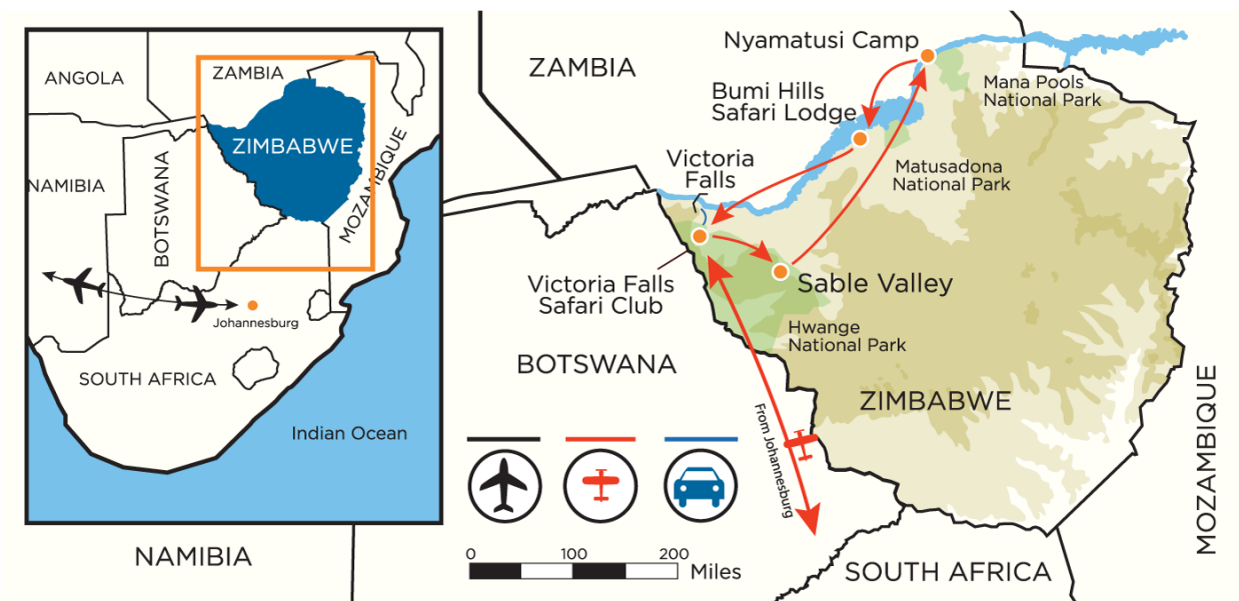 ANGOLA
ZAMBIA
ZIMBABWE
NAMIBIA
BOTSWANA
MOZAMBIQUE
Johannesburg
SOUTH AFRICA
Indian Ocean
NAMIBIA
ZAMBIA
Nyamatusi Camp
Mana Pools
National Park
Bumi Hills
Safari Lodge
Matusadona
National Park
Victoria
Falls
Victoria Falls
Safari Club
Sable Valley
Hwange
National Park
BOTSWANA
ZIMBABWE
From Johannesburg
MOZAMBIQUE
0 100 200
Miles
SOUTH AFRICA